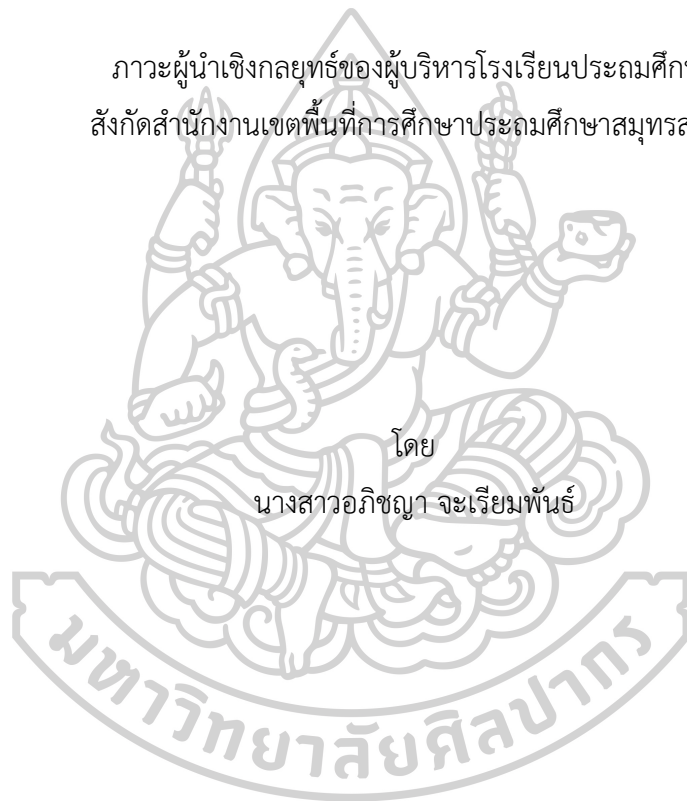 ภาวะผู้นำเชิงกลยุทธ์ของผู้บริหารโรงเรียนประถมศึก
สังกัดสำนักงานเขตพื้นที่การศึกษาประถมศึกษาสมุทรส
โดย
นางสาวอภิชญา จะเรียมพันธ์
มหาวิทยาลัยศิลปากร